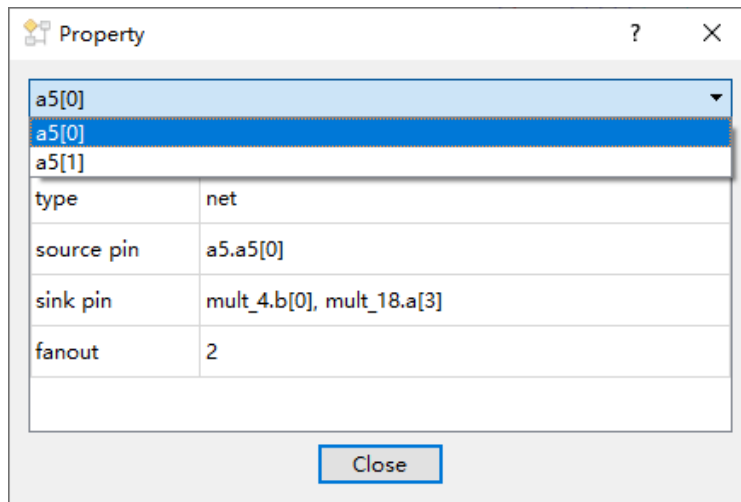 Property ?
a5[0]
a5[0]
a5[1]
type net
source pin a5.a5[0]
sink pin mult_4.b[0], mult_18.a[3]
fanout 2
Close